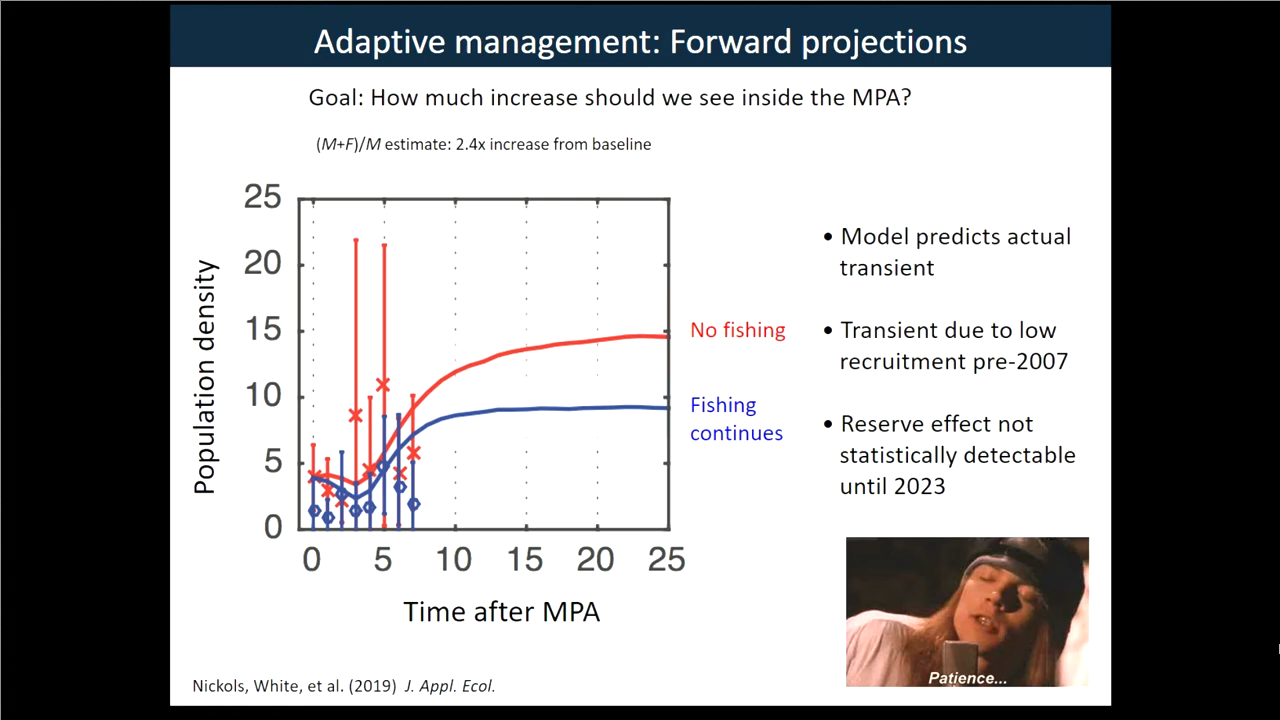 Adaptive management: Forward projections
Goal: How much increase should we see inside the MPA?
(M+F)/M estimate: 2.4x increase from baseline
25
20
15
10
5
0
Population density
0 5 10 15 20 25
Time after MPA
No fishing
Fishing
continues
• Model predicts actual
transient
• Transient due to low
recruitment pre-2007
• Reserve effect not
statistically detectable
until 2023
Patience...
Nickols, White, et al. (2019) J. Appl. Ecol.